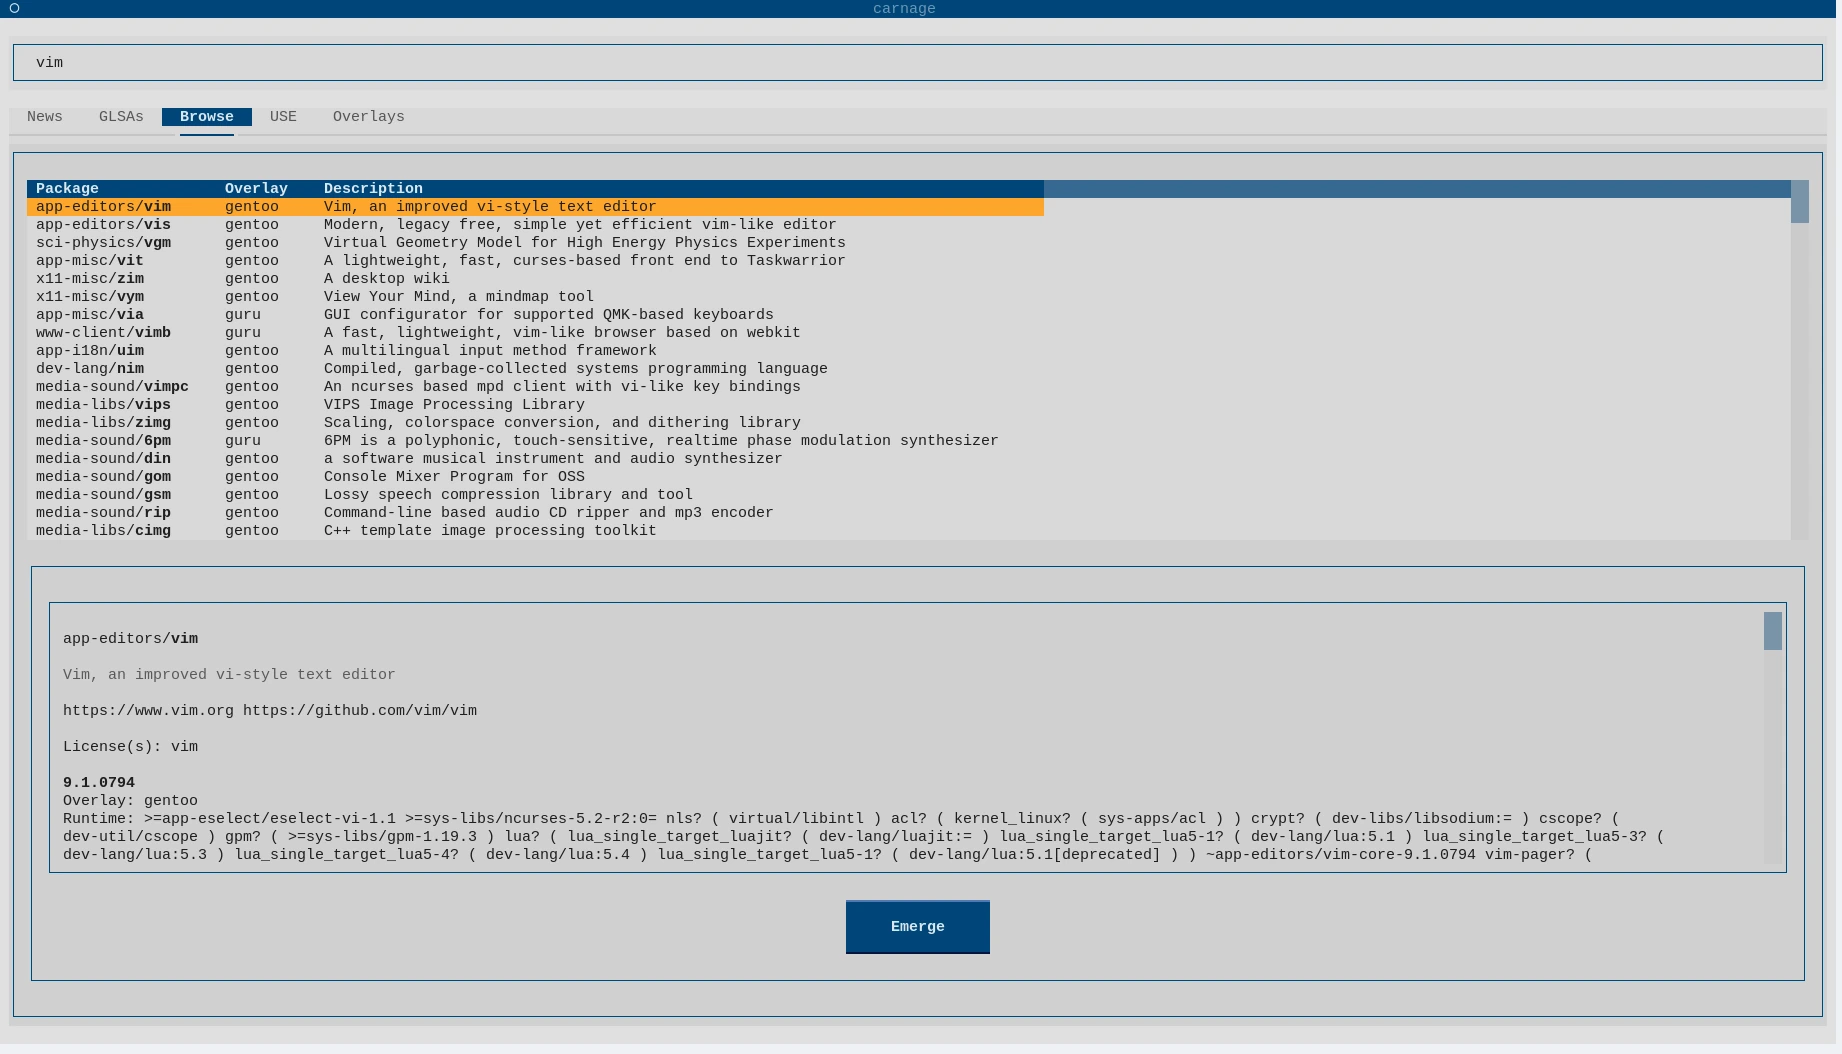 carnage
vim
News GLSAs Browse USE Overlays
Package Overlay Description
app-editors/vim gentoo Vim, an improved vi-style text editor
app-editors/vis gentoo Modern, legacy free, simple yet efficient vim-like editor
sci-physics/vgm gentoo Virtual Geometry Model for High Energy Physics Experiments
app-misc/vit gentoo A lightweight, fast, curses-based front end to Taskwarrior
x11-misc/zim gentoo A desktop wiki
x11-misc/vym gentoo View Your Mind, a mindmap tool
app-misc/via guru GUI configurator for supported QMK-based keyboards
www-client/vimb guru A fast, lightweight, vim-like browser based on webkit
app-i18n/uim gentoo A multilingual input method framework
dev-lang/nim gentoo Compiled, garbage-collected systems programming language
media-sound/vimpc gentoo An ncurses based mpd client with vi-like key bindings
media-libs/vips gentoo VIPS Image Processing Library
media-libs/zimg gentoo Scaling, colorspace conversion, and dithering library
media-sound/6pm guru 6PM is a polyphonic, touch-sensitive, realtime phase modulation synthesizer
media-sound/din gentoo a software musical instrument and audio synthesizer
media-sound/gom gentoo Console Mixer Program for OSS
media-sound/gsm gentoo Lossy speech compression library and tool
media-sound/rip gentoo Command-line based audio CD ripper and mp3 encoder
media-libs/cimg gentoo C++ template image processing toolkit
app-editors/vim
Vim, an improved vi-style text editor
https://www.vim.org https://github.com/vim/vim
License(s): vim
9.1.0794
Overlay: gentoo
Runtime: >=app-eselect/eselect-vi-1.1 >=sys-libs/ncurses-5.2-r2:0= nls? ( virtual/libintl ) acl? ( kernel_linux? ( sys-apps/acl ) ) crypt? ( dev-libs/libsodium:= ) cscope? (
dev-util/cscope ) gpm? ( >=sys-libs/gpm-1.19.3 ) lua? ( lua_single_target_luajit? ( dev-lang/luajit:= ) lua_single_target_lua5-1? ( dev-lang/lua:5.1 ) lua_single_target_lua5-3? (
dev-lang/lua:5.3 ) lua_single_target_lua5-4? ( dev-lang/lua:5.4 ) lua_single_target_lua5-1? ( dev-lang/lua:5.1[deprecated] ) ) ~app-editors/vim-core-9.1.0794 vim-pager? (
Emerge